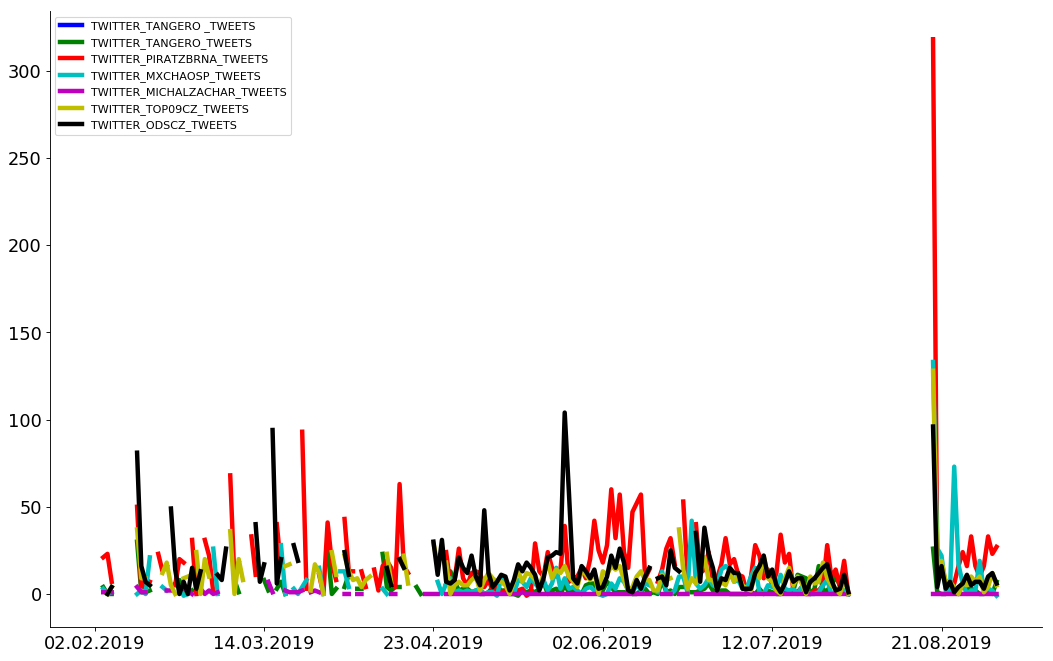 TWITTER_TANGERO _TWEETS
TWITTER_TANGERO_TWEETS
TWITTER_PIRATZBRNA_TWEETS
TWITTER_MXCHAOSP_TWEETS
TWITTER_MICHALZACHAR_TWEETS
TWITTER_TOP09CZ_TWEETS
TWITTER_ODSCZ_TWEETS
300
250
200
150
100
50
0
02.02.2019 14.03.2019 23.04.2019 02.06.2019 12.07.2019 21.08.2019